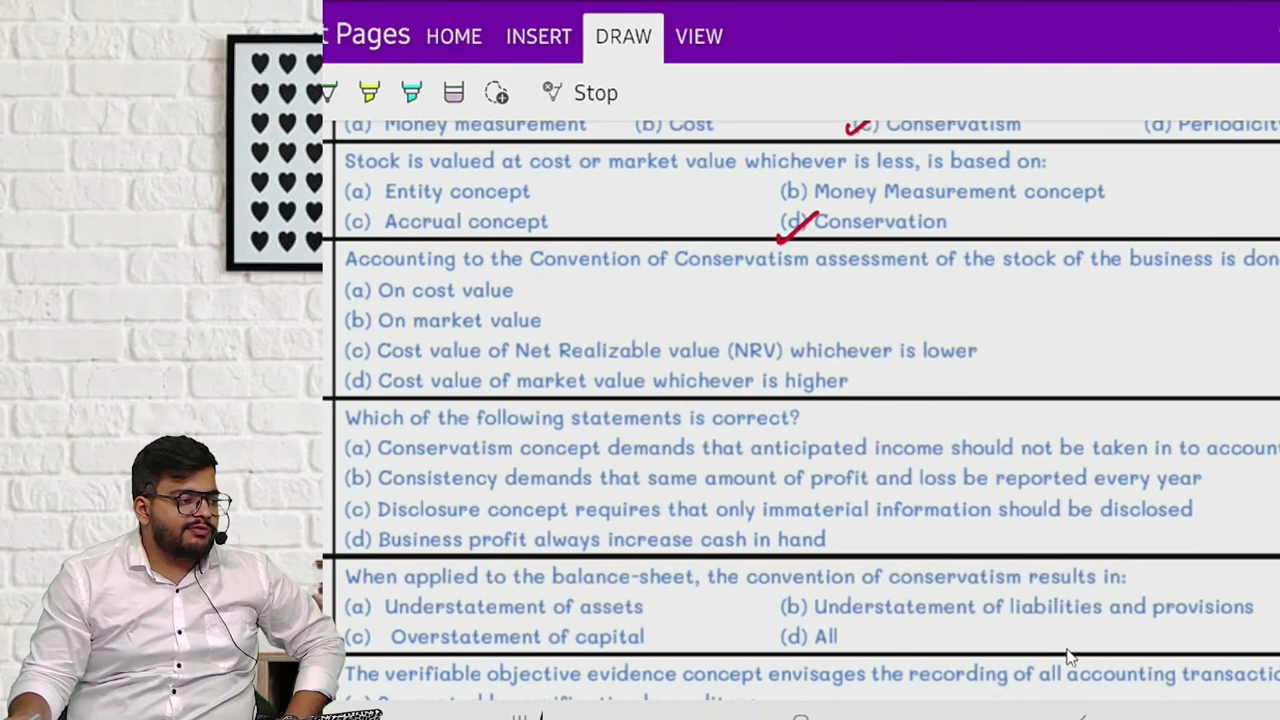 t Pages HOME INSERT DRAW VIEW
Stop
(a) Money measurement (b) Cost (c) Conservatism (d)
Stock is valued at cost or market value whichever is less, is based on:
(a) Entity concept (b) Money Measurement concept
(c) Accrual concept (d) Conservation
Accounting to the Convention of Conservatism assessment of the stock of the business is
(a) On cost value
(b) On market value
(c) Cost value of Net Realizable value (NRV) whichever is lower
(d) Cost value of market value whichever is higher
Which of the following statements is correct?
(a) Conservatism concept demands that anticipated income should not be taken in to
(b) Consistency demands that same amount of profit and loss be reported every year
(c) Disclosure concept requires that only immaterial information should be disclosed
(d) Business profit always increase cash in hand
When applied to the balance-sheet, the convention of conservatism results in:
(a) Understatement of assets (b) Understatement of liabilities and provisions
(c) Overstatement of capital (d) All
The verifiable objective evidence concept envisages the recording of all accounting